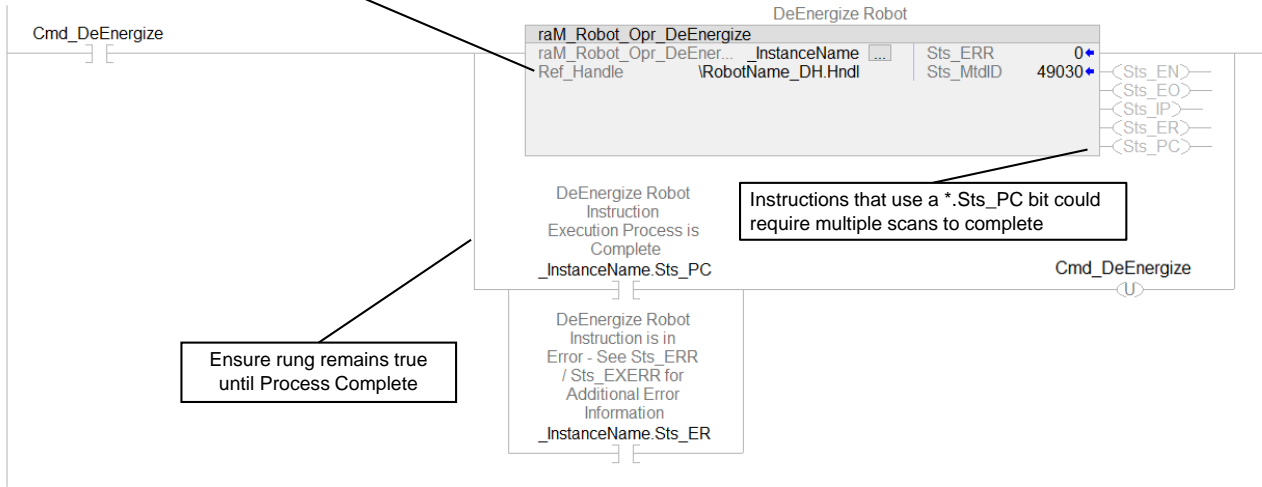 DeEnergize Robot
Cmd_DeEnergize
raM_Robot_Opr_DeEnergize
raM_Robot_Opr_DeEner... _InstanceName ... Sts_ERR 0
Ref_Handle \RobotName_DH.Hndl Sts_MtdID 49030
(Sts_EN)
(Sts_EO)
(Sts_IP)
(Sts_ER)
(Sts_PC)
Instructions that use a *.Sts_PC bit could
require multiple scans to complete
DeEnergize Robot
Instruction
Execution Process is
Complete
_InstanceName.Sts_PC
Cmd_DeEnergize
U
Ensure rung remains true
until Process Complete
DeEnergize Robot
Instruction is in
Error - See Sts_ERR
/ Sts_EXERR for
Additional Error
Information
_InstanceName.Sts_ER